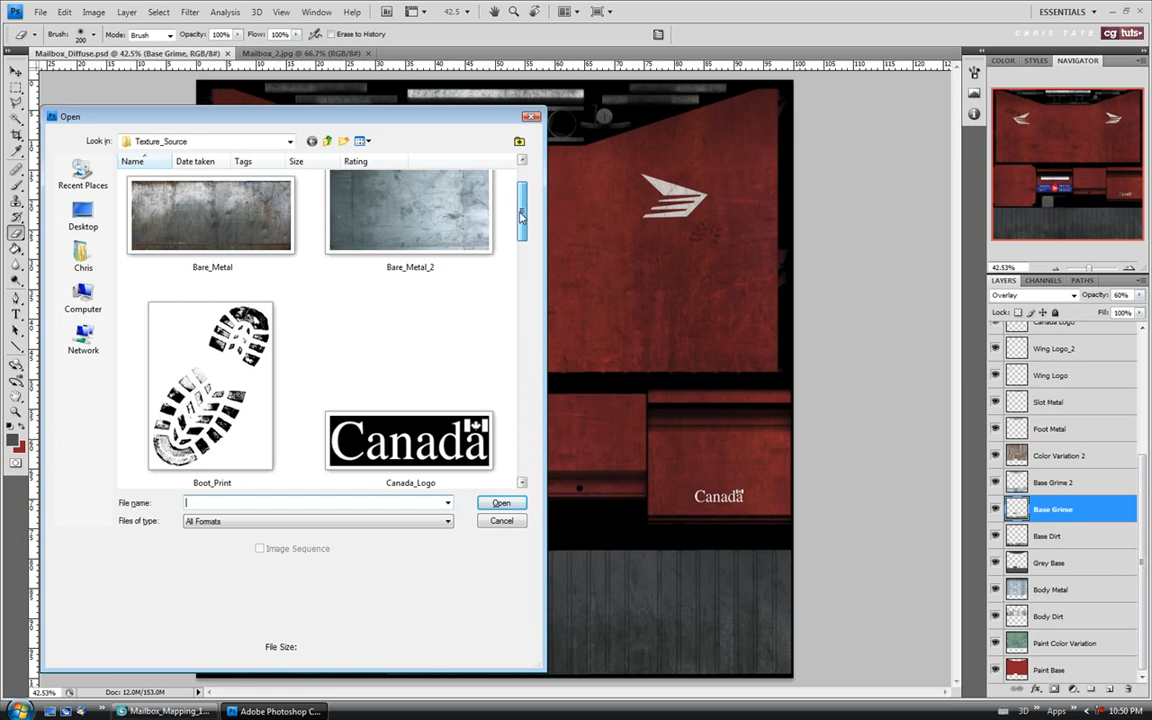 File Edit Image Layer Select Filter Analysis 3D View Window Help 42.5 ESSENTIALS
Brush: 200 Mode: Brush Opacity: 100% Flow: 100% Erase to History CHRIS TATE cg tuts+
Mailbox_Diffuse.psd @ 42.5% (Base Grime, RGB/8#) Mailbox_2.jpg @ 66.7% (RGB/8#)
COLOR STYLES NAVIGATOR
Open
Look in: Texture_Source
Name Date taken Tags Size Rating
Recent Places
Desktop
Chris
Computer
Network
Bare_Metal Bare_Metal_2
Canada
Boot_Print Canada_Logo
File name: Open
Files of type: All Formats Cancel
Image Sequence
File Size:
Canada
42.53%
LAYERS CHANNELS PATHS
Overlay Opacity: 60%
Lock: Fill: 100%
Canada Logo
Wing Logo_2
Wing Logo
Slot Metal
Foot Metal
Color Variation 2
Base Grime 2
Base Grime
Base Dirt
Grey Base
Body Metal
Body Dirt
Paint Color Variation
Paint Base
42.53% Doc: 12.0M/153.0M
Mailbox_Mapping_1... Adobe Photoshop C... 3D Apps 10:50 PM